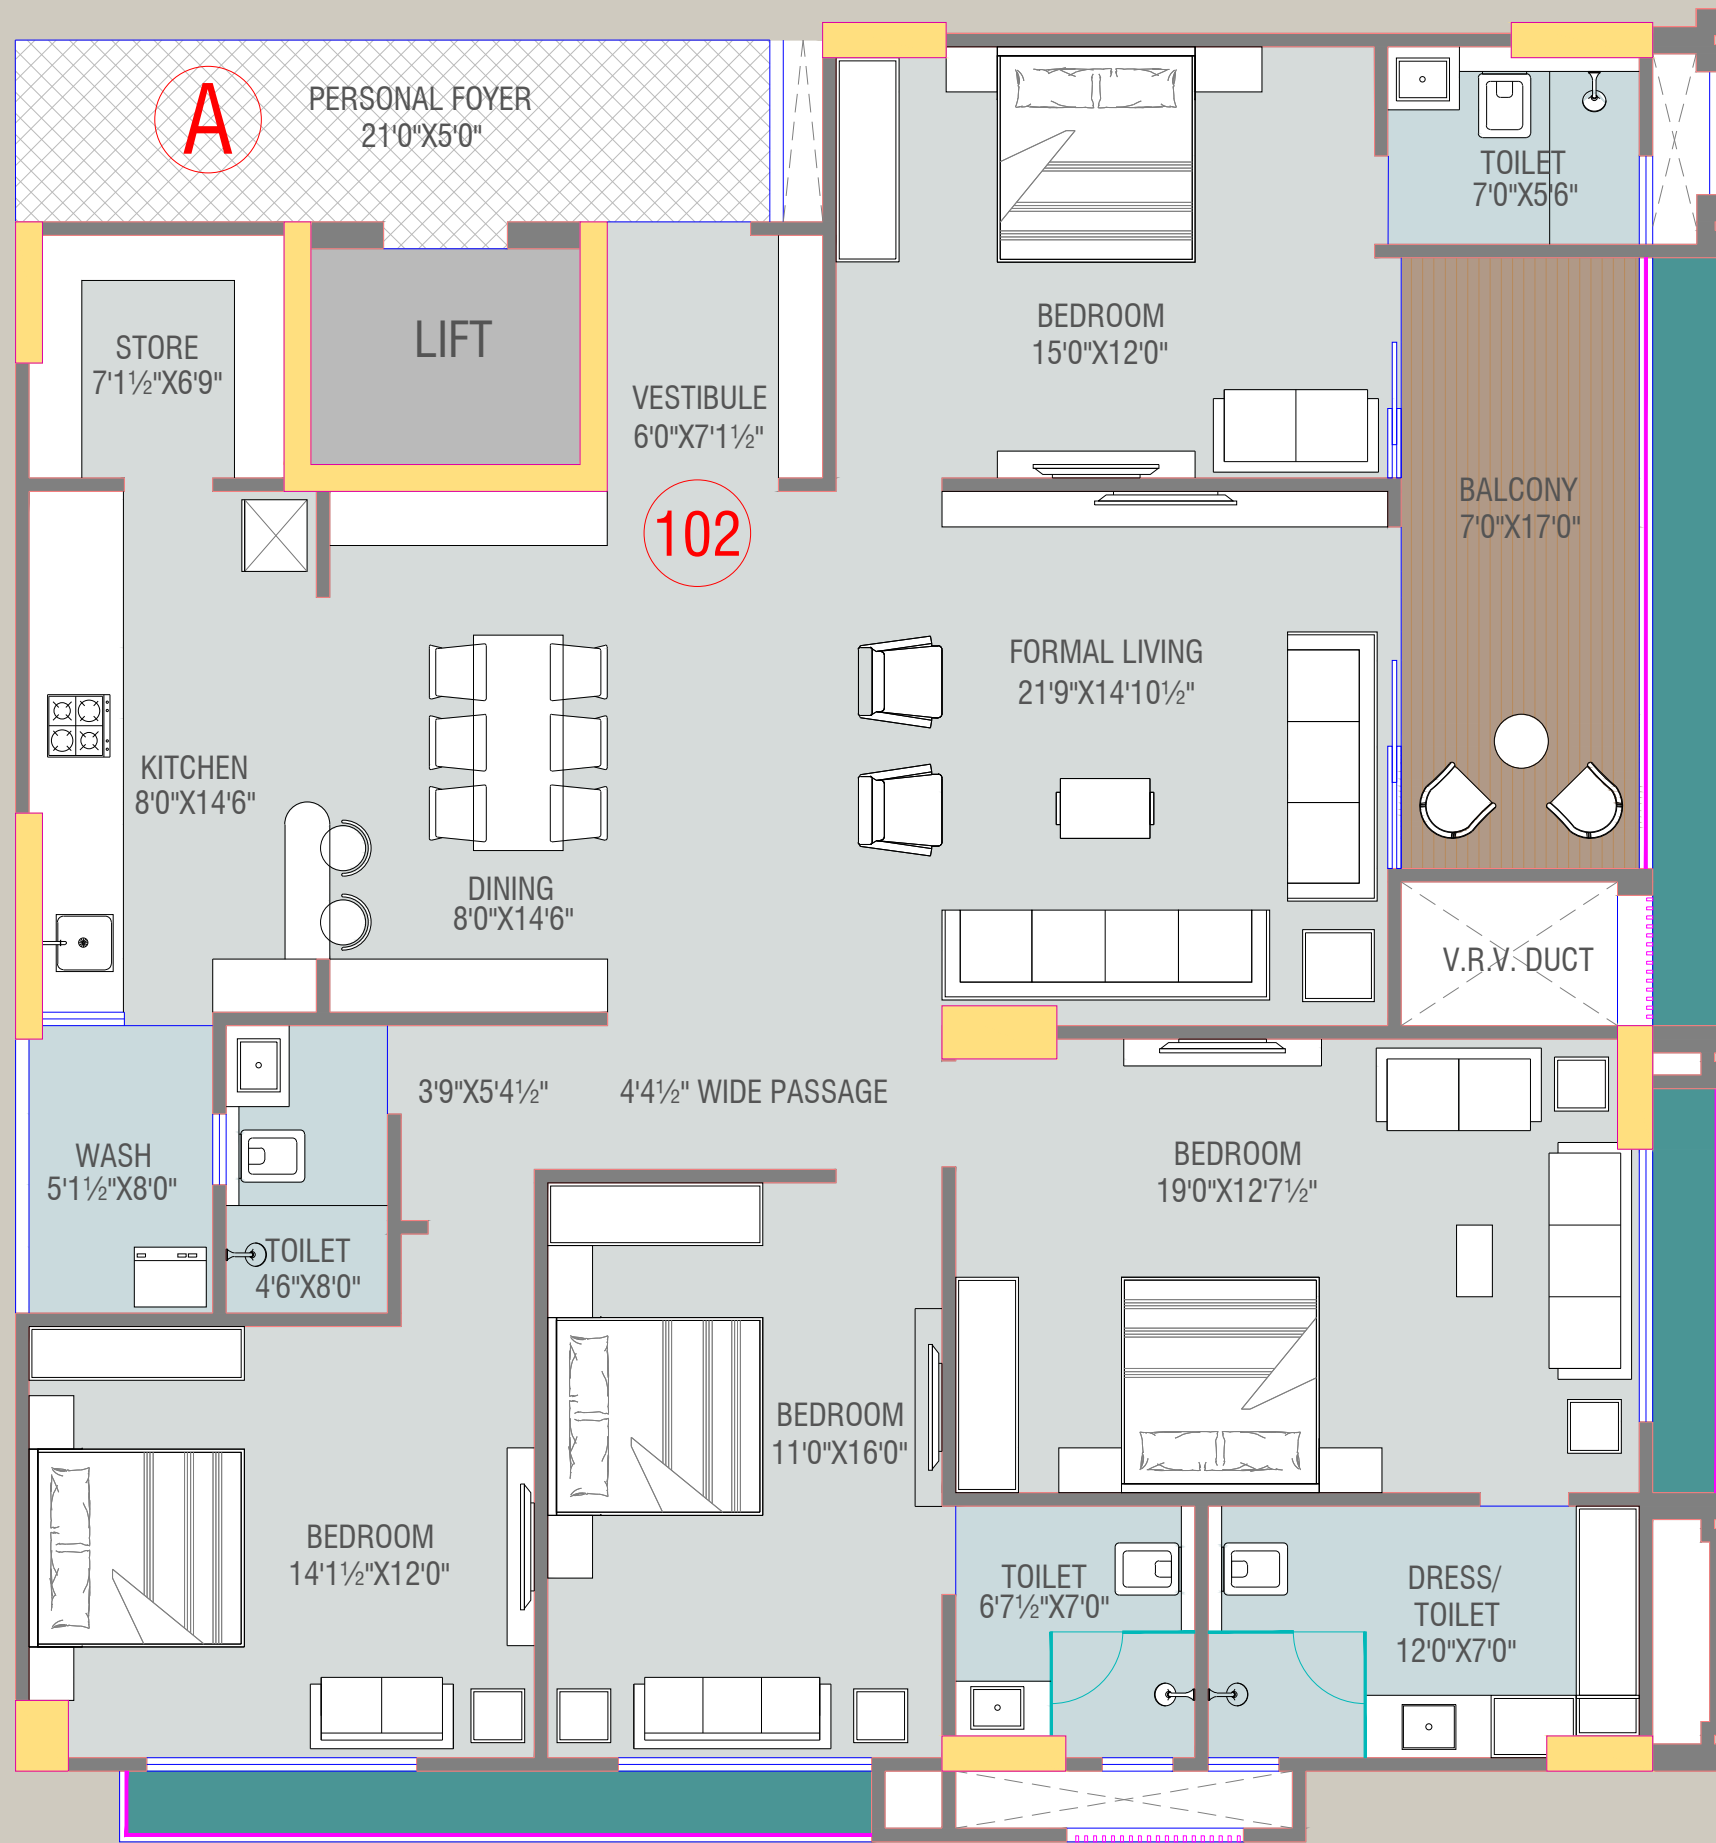 A
PERSONAL FOYER
21'0"X5'0"
TOILET
7'0"X5'6"
STORE
7'1½"X6'9"
LIFT
VESTIBULE
6'0"X7'1½"
BEDROOM
15'0"X12'0"
BALCONY
7'0"X17'0"
102
FORMAL LIVING
21'9"X14'10½"
KITCHEN
8'0"X14'6"
DINING
8'0"X14'6"
V.R.V. DUCT
3'9"X5'4½"
4'4½" WIDE PASSAGE
WASH
5'1½"X8'0"
BEDROOM
19'0"X12'7½"
TOILET
4'6"X8'0"
BEDROOM
11'0"X16'0"
BEDROOM
14'1½"X12'0"
TOILET
6'7½"X7'0"
DRESS/
TOILET
12'0"X7'0"